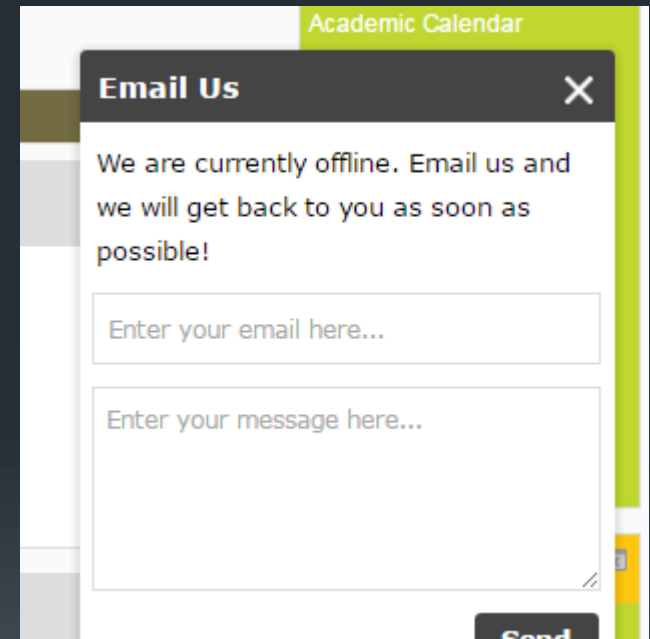 Academic Calendar
Email Us
We are currently offline. Email us and
we will get back to you as soon as
possible!
Enter your email here...
Enter your message here...
Send